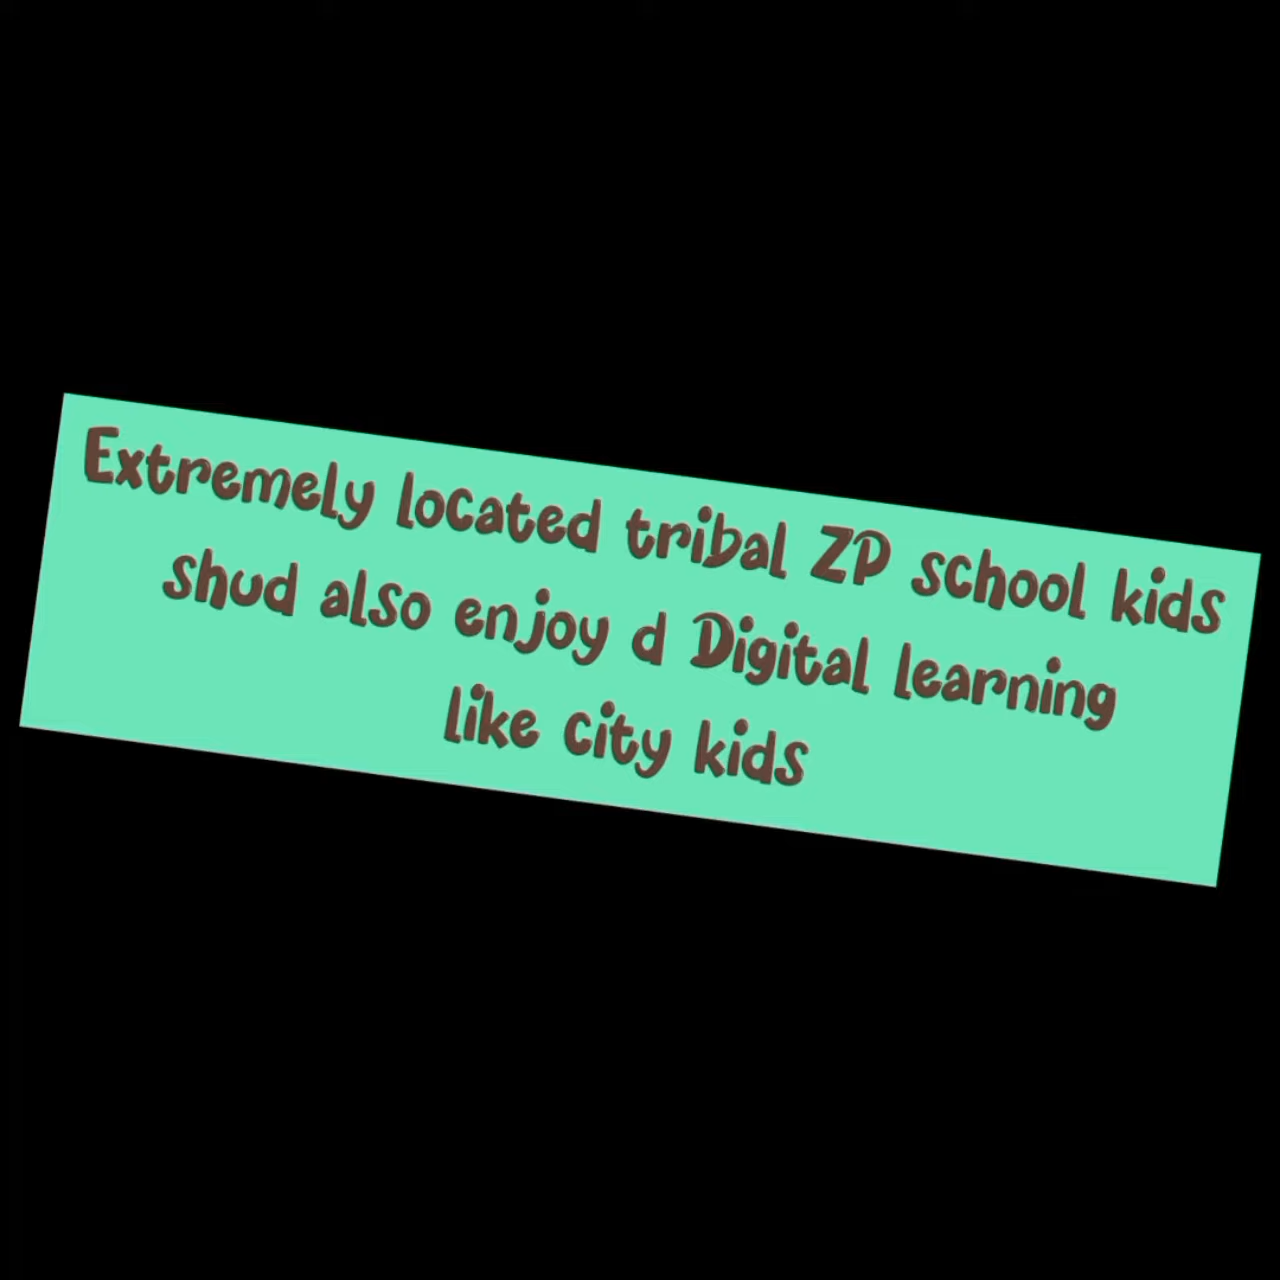 Extremely located tribal ZP school kids
shud also enjoy d Digital learning
like city kids